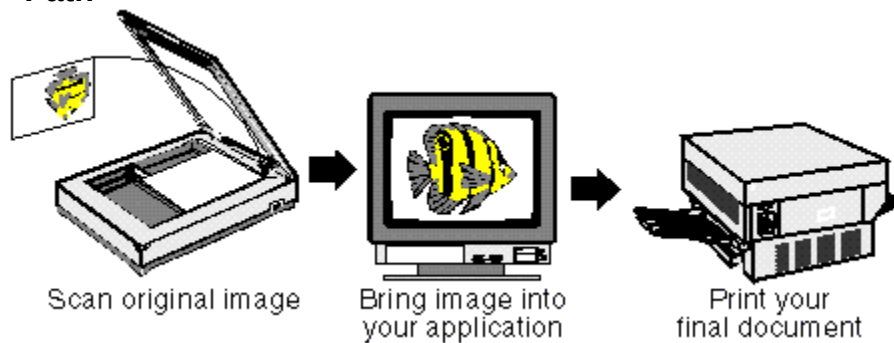 Scan original image
Bring image into
your application
Print your
final document